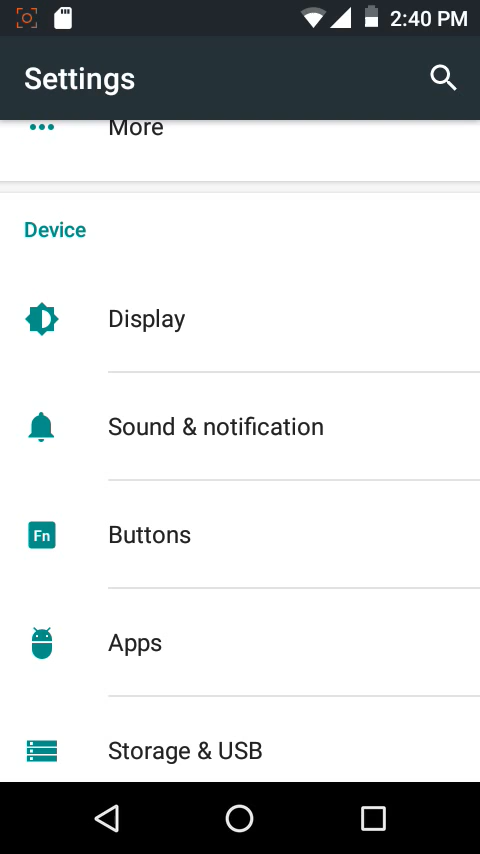 2:40 PM
Settings
More
Device
Display
Sound & notification
Fn
Buttons
Apps
Storage & USB